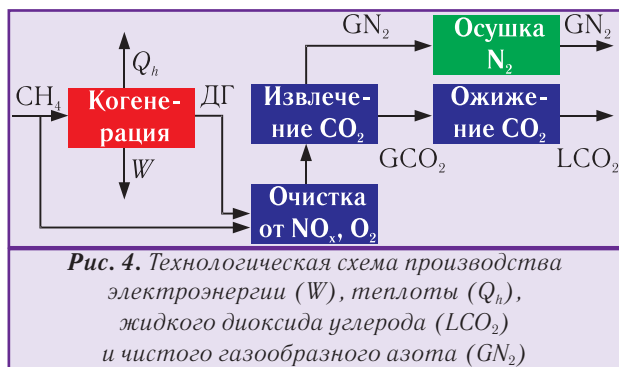 GN₂
Осушка
N₂
GN₂
Qₕ
CH₄
Когене-
рация
ДГ
W
Извлече-
ние CO₂
GCO₂
Ожиже-
ние CO₂
LCO₂
Очистка
от NOₓ, O₂
Рис. 4. Технологическая схема производства
электроэнергии (W), теплоты (Qₕ),
жидкого диоксида углерода (LCO₂)
и чистого газообразного азота (GN₂)